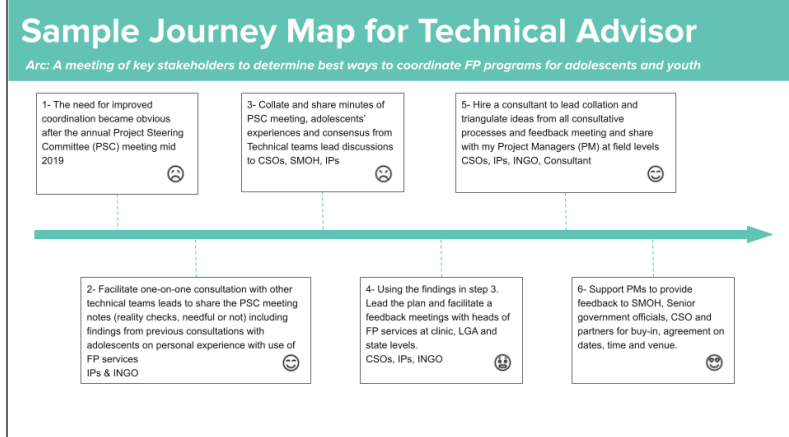 Sample Journey Map for Technical Advisor
Arc: A meeting of key stakeholders to determine best ways to coordinate FP programs for adolescents and youth
1- The need for improved
coordination became obvious
after the annual Project Steering
Committee (PSC) meeting mid
2019
2- Facilitate one-on-one consultation with other
technical teams leads to share the PSC meeting
notes (reality checks, needful or not) including
findings from previous consultations with
adolescents on personal experience with use of
FP services
IPs & INGO
3- Collate and share minutes of
PSC meeting, adolescents'
experiences and consensus from
Technical teams lead discussions
to CSOs, SMOH, IPs
4- Using the findings in step 3.
Lead the plan and facilitate a
feedback meetings with heads of
FP services at clinic, LGA and
state levels.
CSOs, IPs, INGO
5- Hire a consultant to lead collation and
triangulate ideas from all consultative
processes and feedback meeting and share
with my Project Managers (PM) at field levels
CSOs, IPs, INGO, Consultant
6- Support PMs to provide
feedback to SMOH, Senior
government officials, CSO and
partners for buy-in, agreement on
dates, time and venue.